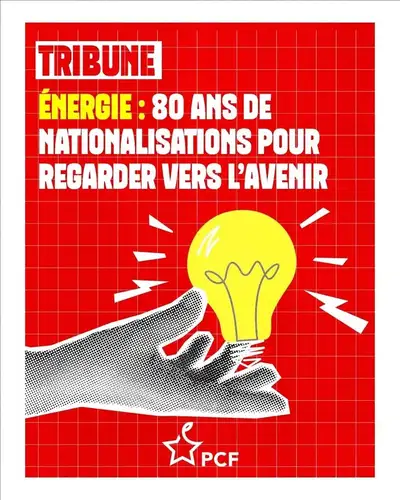 TRIBUNE
ÉNERGIE : 80 ANS DE
NATIONALISATIONS POUR
REGARDER VERS L'AVENIR
PCF